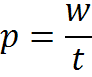 p = w/t